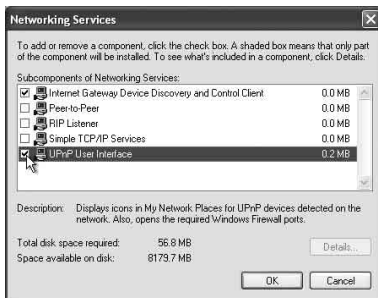 Networking Services
To add or remove a component, click the check box. A shaded box means that only part
of the component will be installed. To see what's included in a component, click Details.
Subcomponents of Networking Services:
Internet Gateway Device Discovery and Control Client 0.0 MB
Peer-to-Peer 0.0 MB
RIP Listener 0.0 MB
Simple TCP/IP Services 0.0 MB
UPnP User Interface 0.2 MB
Description: Displays icons in My Network Places for UPnP devices detected on the
network. Also, opens the required Windows Firewall ports.
Total disk space required: 56.8 MB
Space available on disk: 8179.7 MB
Details...
OK
Cancel